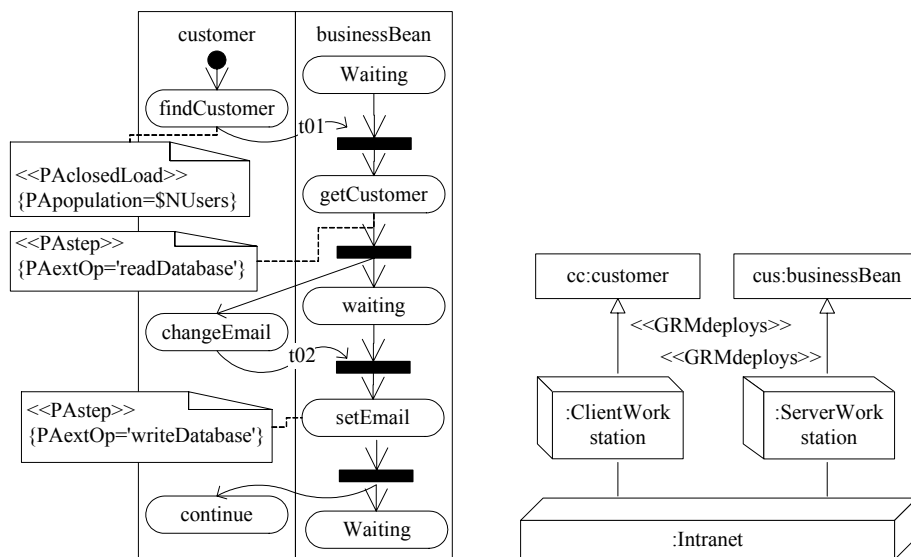 customer
businessBean
Waiting
findCustomer
t01
<<PAclosedLoad>>
{PApopulation=$NUsers}
getCustomer
<<PAstep>>
{PAextOp='readDatabase'}
waiting
changeEmail
t02
<<PAstep>>
{PAextOp='writeDatabase'}
setEmail
continue
Waiting
cc:customer
cus:businessBean
<<GRMdeploys>>
<<GRMdeploys>>
:ClientWork
station
:ServerWork
station
:Intranet